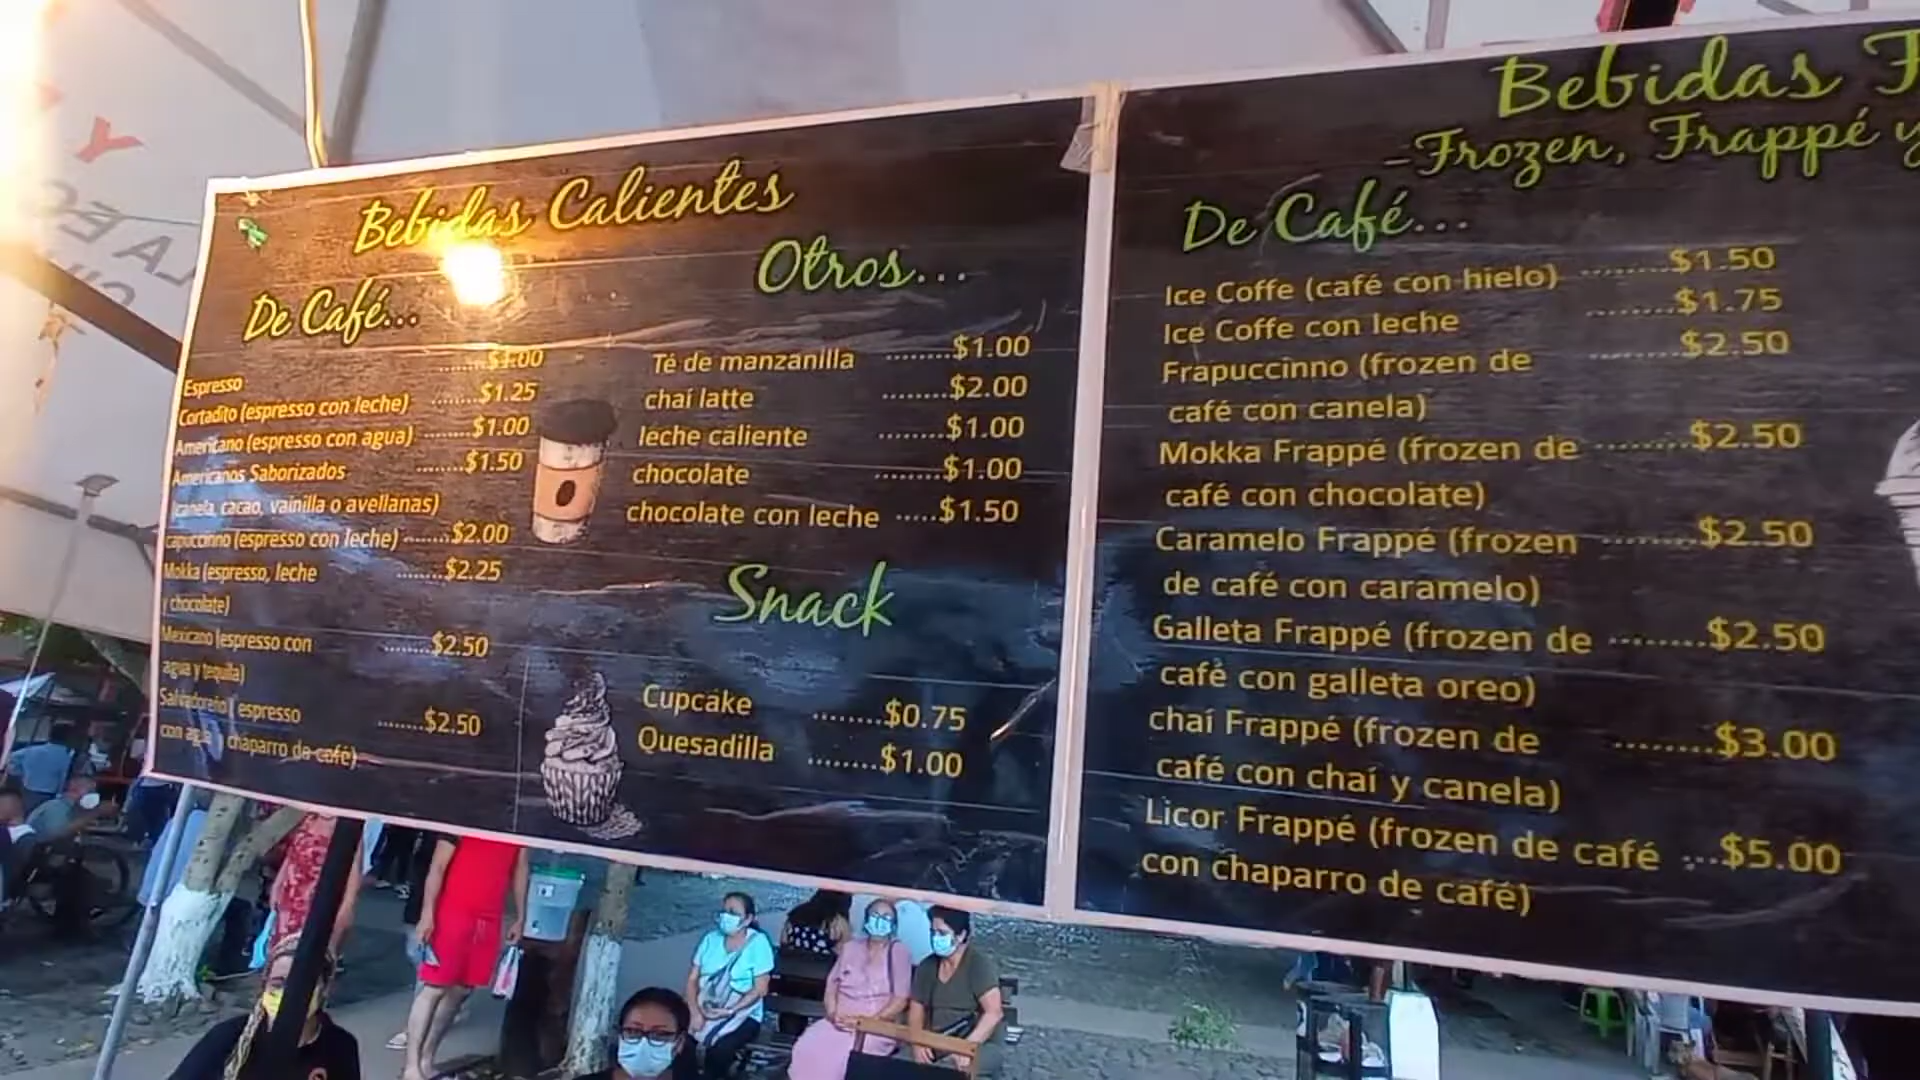 Bebidas Calientes
De Café...
Espresso ........$1.00
Cortadito (espresso con leche) .......$1.25
Americano (espresso con agua) .......$1.00
Americanos Saborizados ........$1.50
(canela, cacao, vainilla o avellanas)
capuccinno (espresso con leche) ........$2.00
Mokka (espresso, leche ........$2.25
y chocolate)
Mexicano (espresso con ........$2.50
agua y tequila)
Salvadoreño( espresso .......$2.50
con agua y chaparro de café)
Otros...
Té de manzanilla ........$1.00
chaí latte ........$2.00
leche caliente ........$1.00
chocolate ........$1.00
chocolate con leche .....$1.50
Snack
Cupcake ........$0.75
Quesadilla ........$1.00
Bebidas
-Frozen, Frappé y
De Café...
Ice Coffe (café con hielo) ........$1.50
Ice Coffe con leche ........$1.75
Frapuccinno (frozen de ........$2.50
café con canela)
Mokka Frappé (frozen de ........$2.50
café con chocolate)
Caramelo Frappé (frozen ........$2.50
de café con caramelo)
Galleta Frappé (frozen de ........$2.50
café con galleta oreo)
chaí Frappé (frozen de ........$3.00
café con chaí y canela)
Licor Frappé (frozen de café ....$5.00
con chaparro de café)